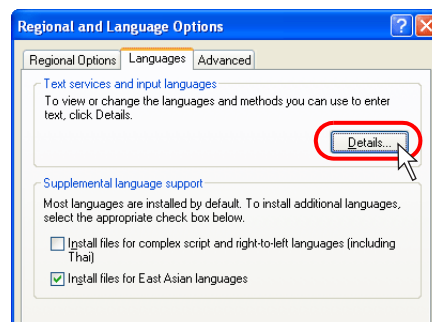 Regional and Language Options
Regional Options Languages Advanced
Text services and input languages
To view or change the languages and methods you can use to enter
text, click Details.
Details...
Supplemental language support
Most languages are installed by default. To install additional languages,
select the appropriate check box below.
Install files for complex script and right-to-left languages (including
Thai)
Install files for East Asian languages